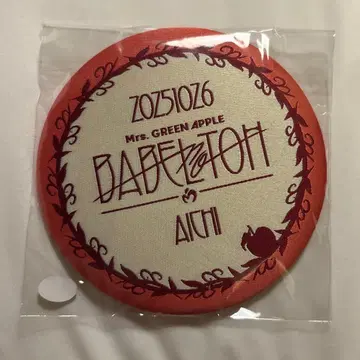 20251026
Mrs. GREEN APPLE
BABEL no TOH
AICHI